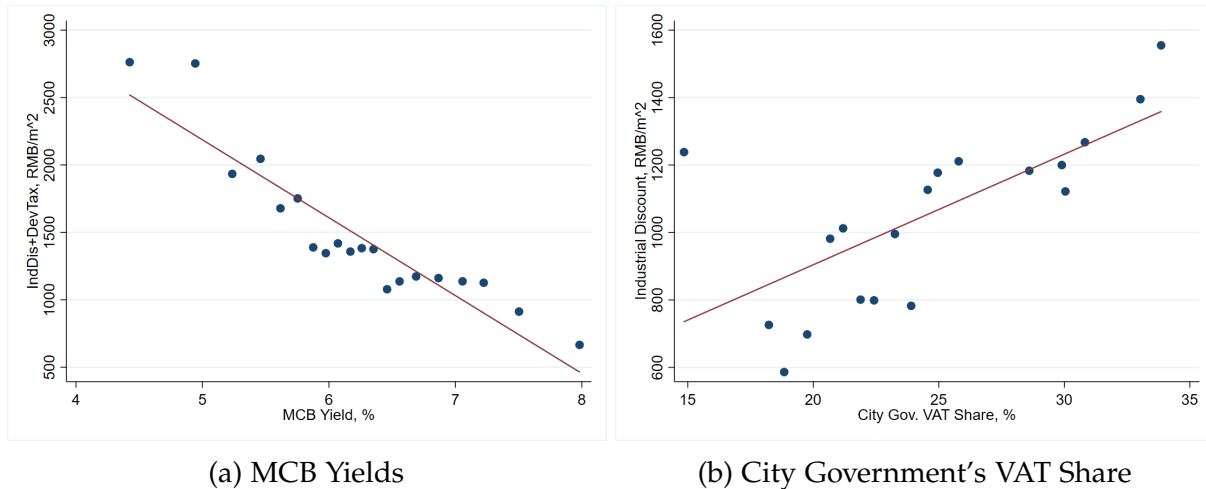 IndDis+DevTax, RMB/m^2
3000
2500
2000
1500
1000
500
4 5 6 7 8
MCB Yield, %
(a) MCB Yields
Industrial Discount, RMB/m^2
1600
1400
1200
1000
800
600
15 20 25 30 35
City Gov. VAT Share, %
(b) City Government's VAT Share